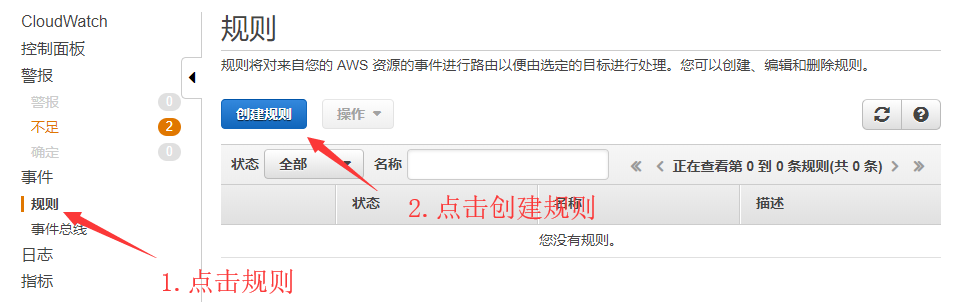 CloudWatch
控制面板
警报
警报 0
不足 2
确定 0
事件
规则
事件总线
日志
指标
1.点击规则
规则
规则将对来自您的 AWS 资源的事件进行路由以便由选定的目标进行处理。您可以创建、编辑和删除规则。
创建规则 操作
状态 全部 名称 正在查看第 0 到 0 条规则(共 0 条)
状态 名称 描述
2.点击创建规则
您没有规则。